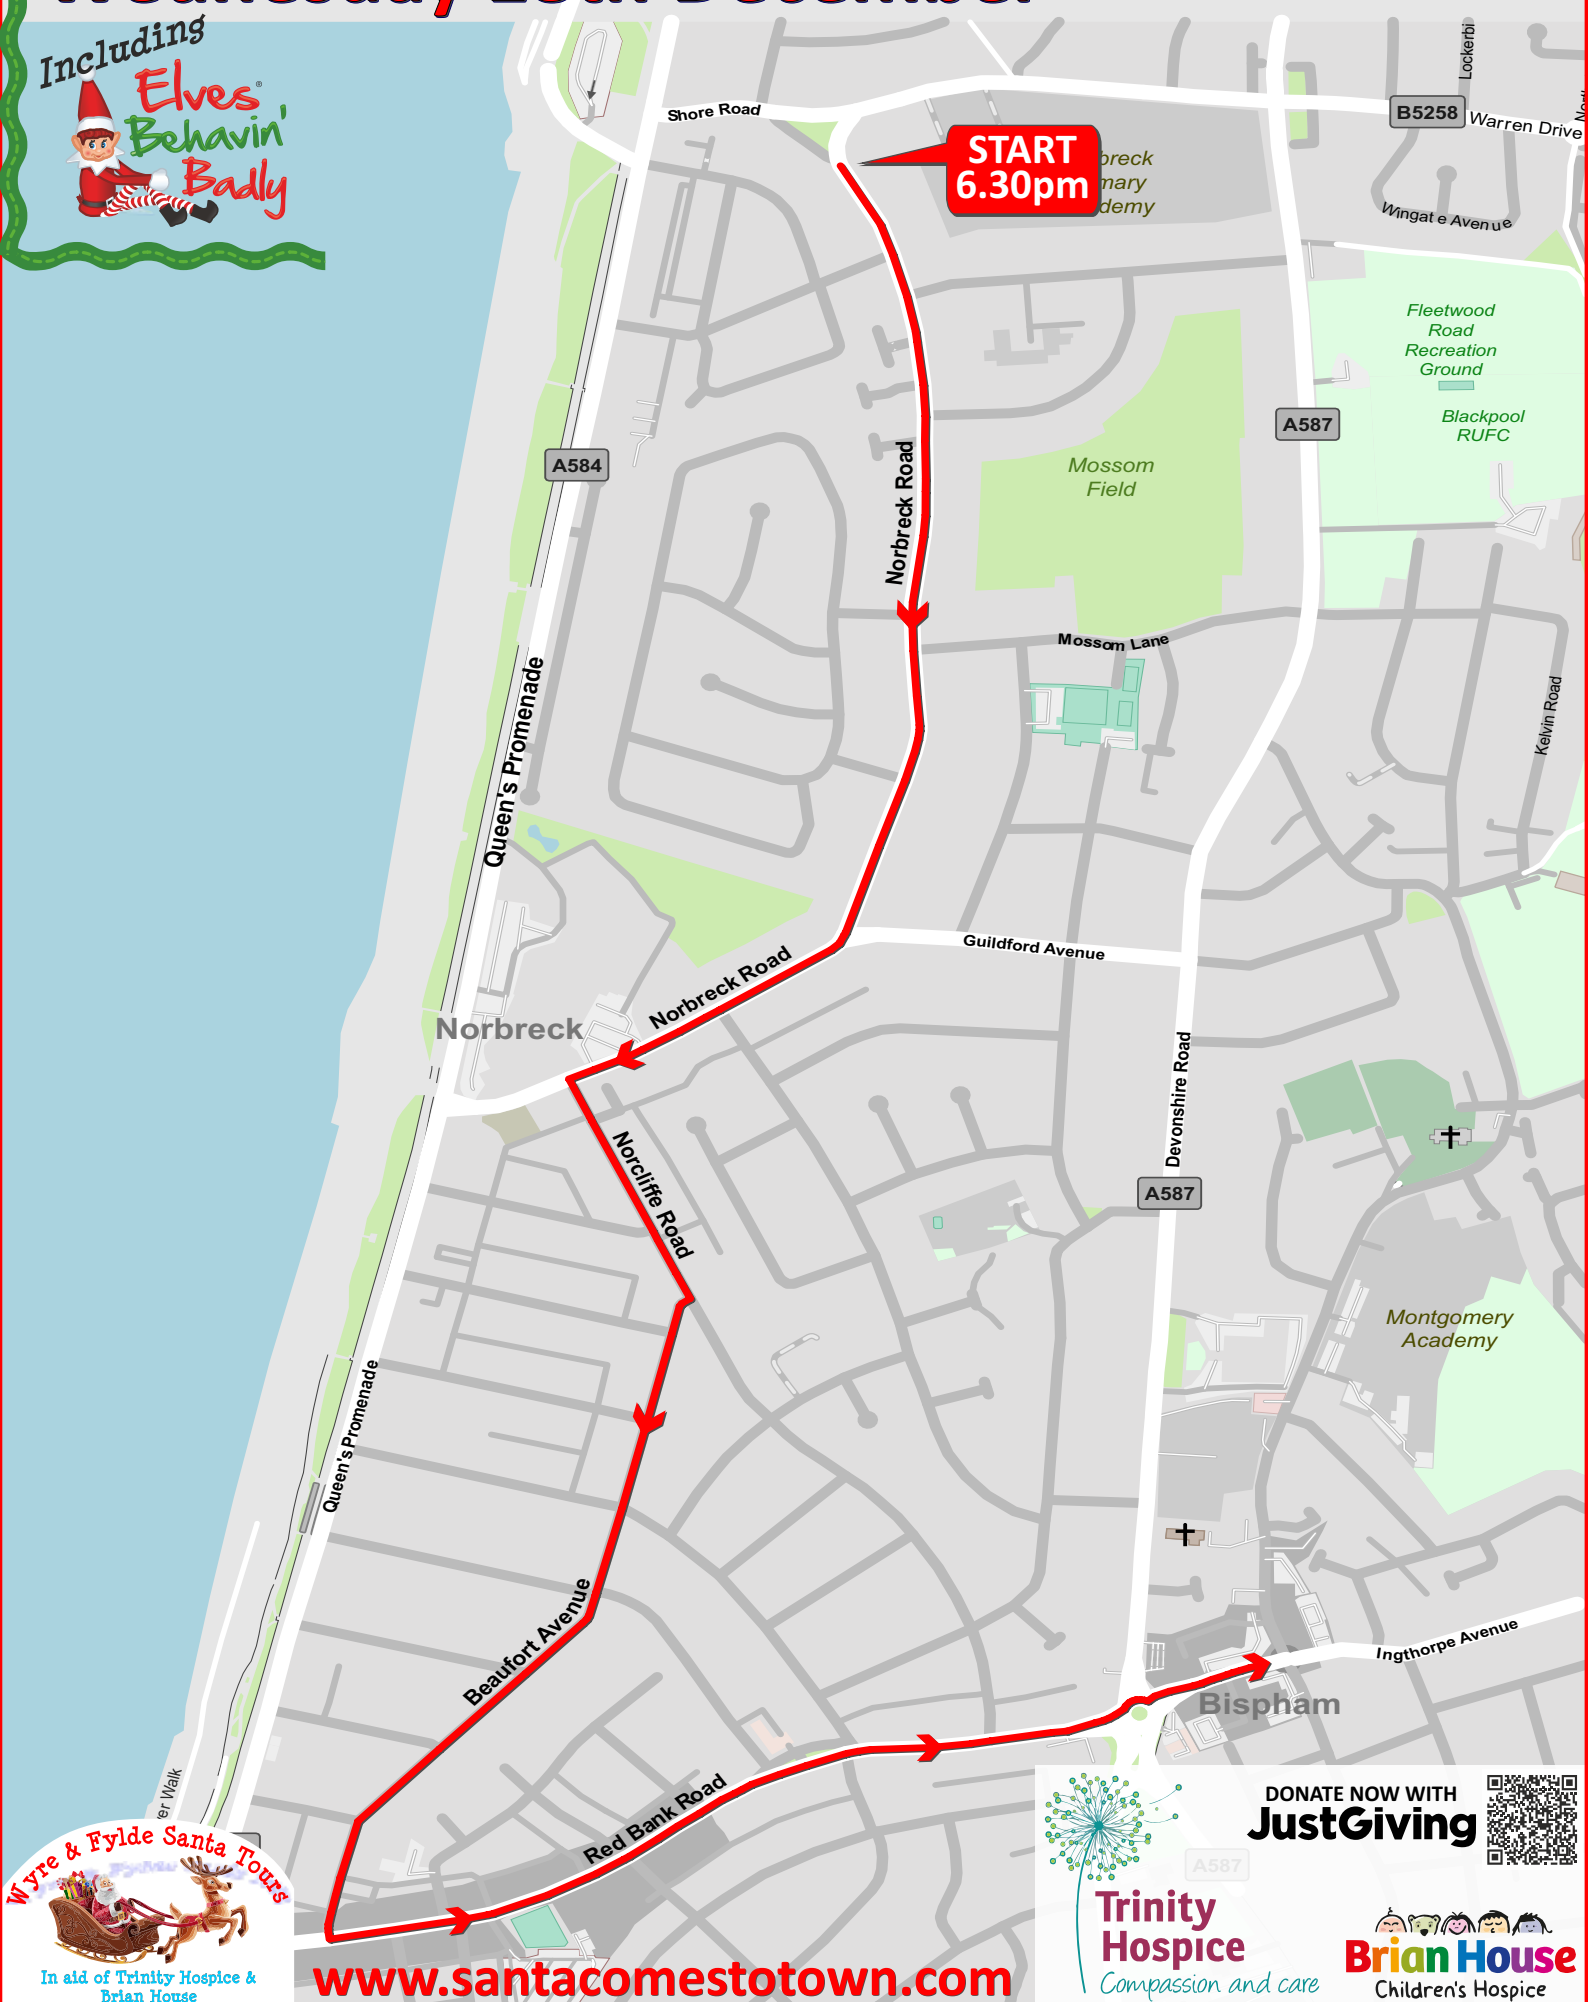 Including
Elves
Behavin'
Badly
Shore Road
START
6.30pm
B5258
Warren Drive
Lockerbi
Wingate Avenue
Fleetwood
Road
Recreation
Ground
Blackpool
RUFC
A587
A584
Mossom
Field
Norbreck Road
Mossom Lane
Kelvin Road
Queen's Promenade
Guildford Avenue
Norbreck Road
Norbreck
Devonshire Road
A587
Norcliffe Road
Montgomery
Academy
Queen's Promenade
Beaufort Avenue
Ingthorpe Avenue
Bispham
Red Bank Road
er Walk
Wyre & Fylde Santa Tours
In aid of Trinity Hospice &
Brian House
www.santacomestotown.com
DONATE NOW WITH
JustGiving
A587
Trinity
Hospice
Compassion and care
Brian House
Children's Hospice